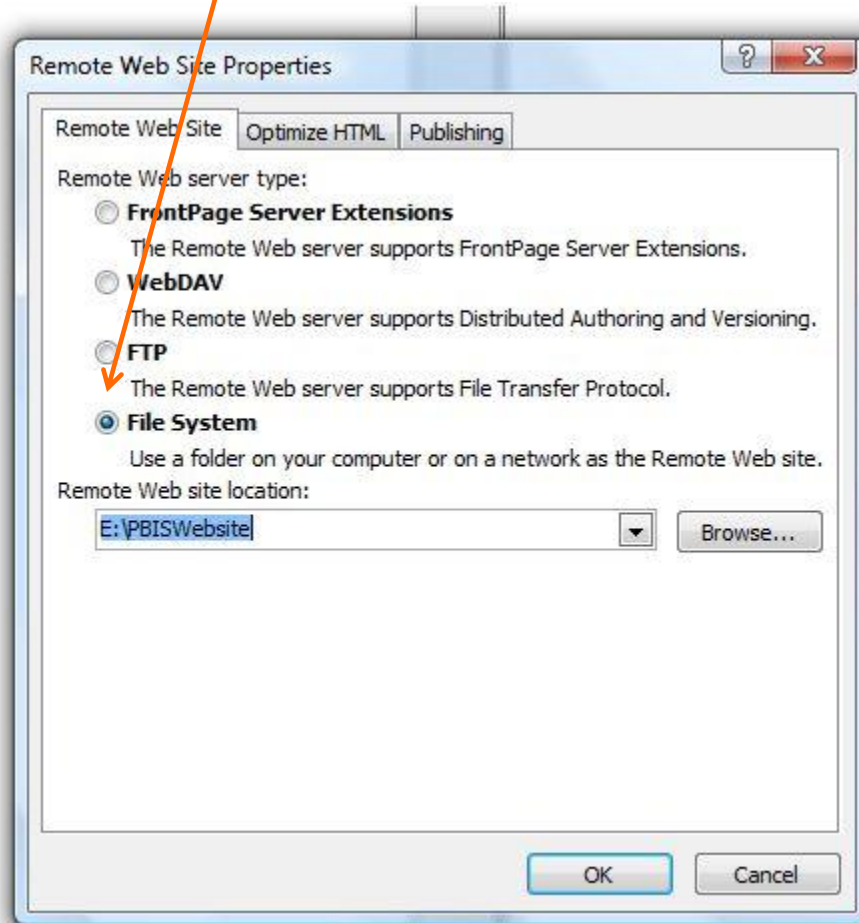 Remote Web Site Properties
Remote Web Site Optimize HTML Publishing
Remote Web server type:
FrontPage Server Extensions
The Remote Web server supports FrontPage Server Extensions.
WebDAV
The Remote Web server supports Distributed Authoring and Versioning.
FTP
The Remote Web server supports File Transfer Protocol.
File System
Use a folder on your computer or on a network as the Remote Web site.
Remote Web site location:
E:\PBISWebsite Browse...
OK Cancel